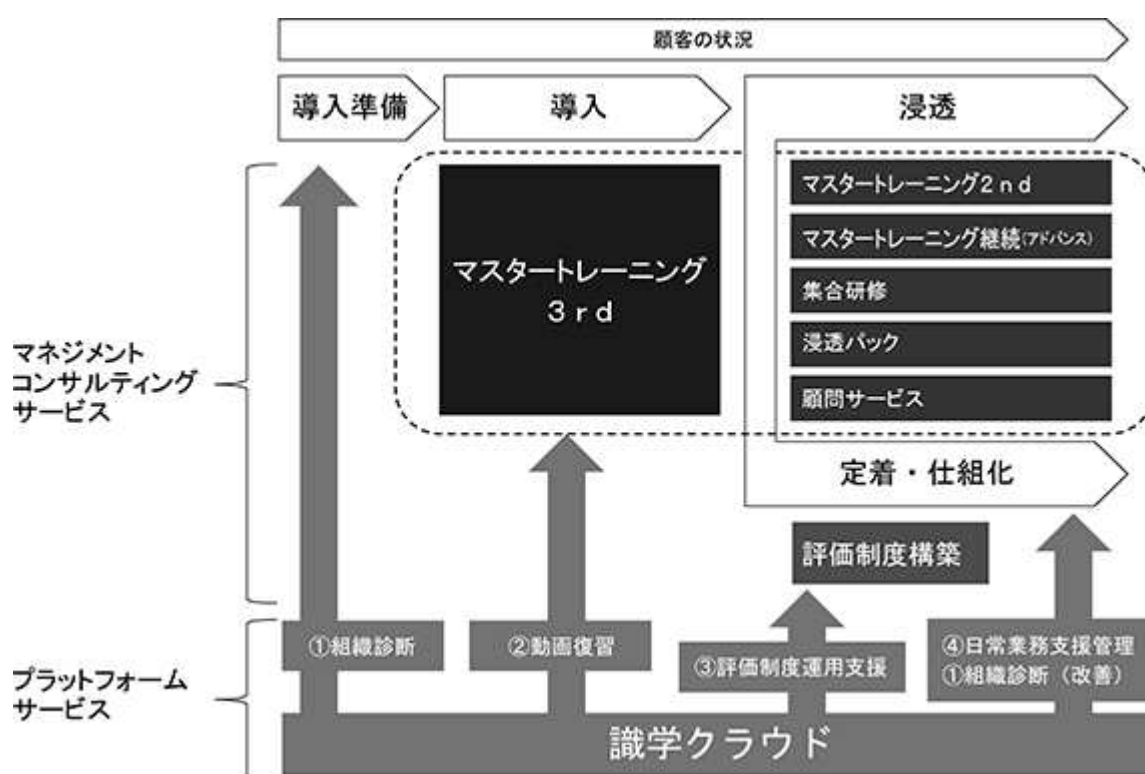 顧客の状況
導入準備
導入
浸透
マネジメント
コンサルティング
サービス
マスタートレーニング
3rd
マスタートレーニング2nd
マスタートレーニング継続(アドバンス)
集合研修
浸透パック
顧問サービス
定着・仕組化
評価制度構築
プラットフォーム
サービス
①組織診断
②動画復習
③評価制度運用支援
④日常業務支援管理
①組織診断（改善）
識学クラウド